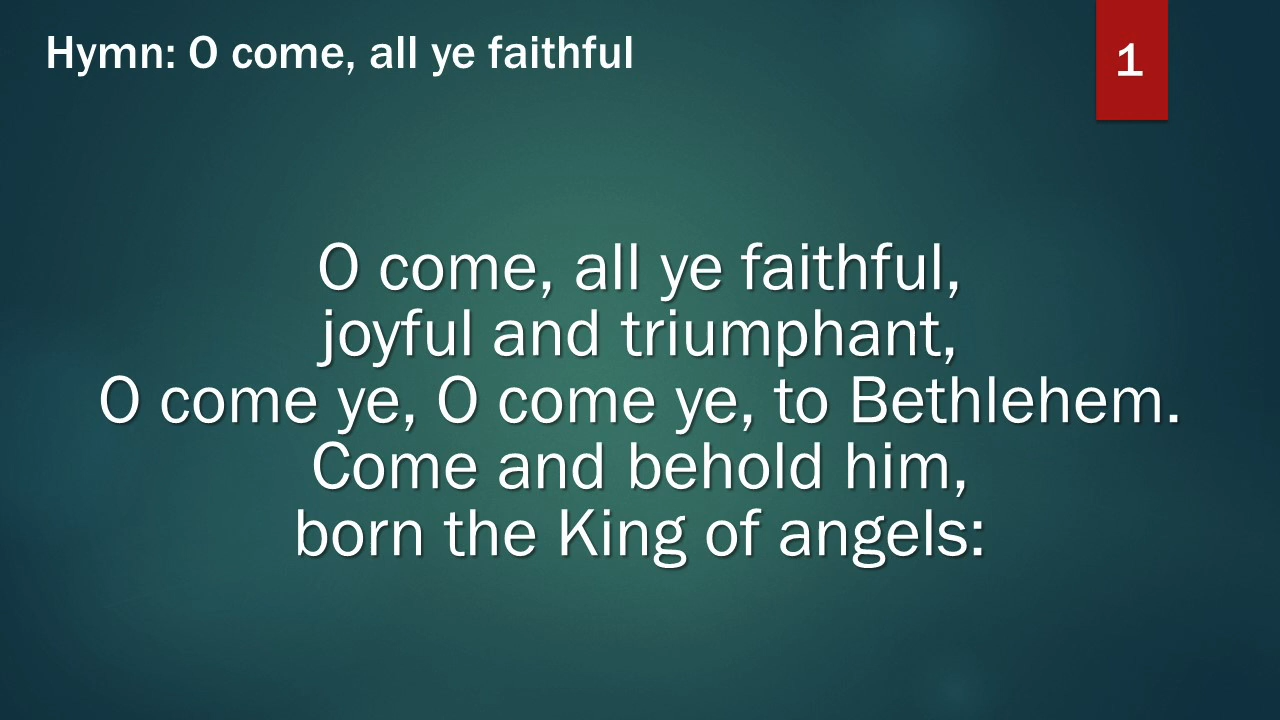 Hymn: O come, all ye faithful
1
O come, all ye faithful,
joyful and triumphant,
O come ye, O come ye, to Bethlehem.
Come and behold him,
born the King of angels: